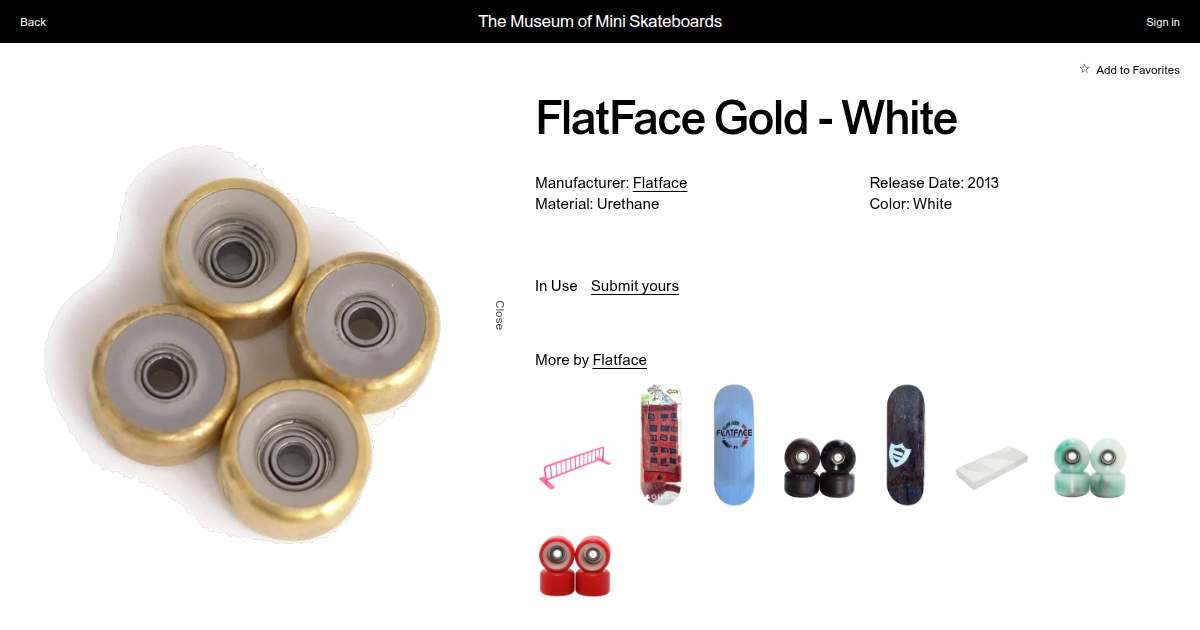 Back
The Museum of Mini Skateboards
Sign in
☆ Add to Favorites
FlatFace Gold - White
Manufacturer: Flatface
Release Date: 2013
Material: Urethane
Color: White
In Use Submit yours
Close
More by Flatface
FLATFACE